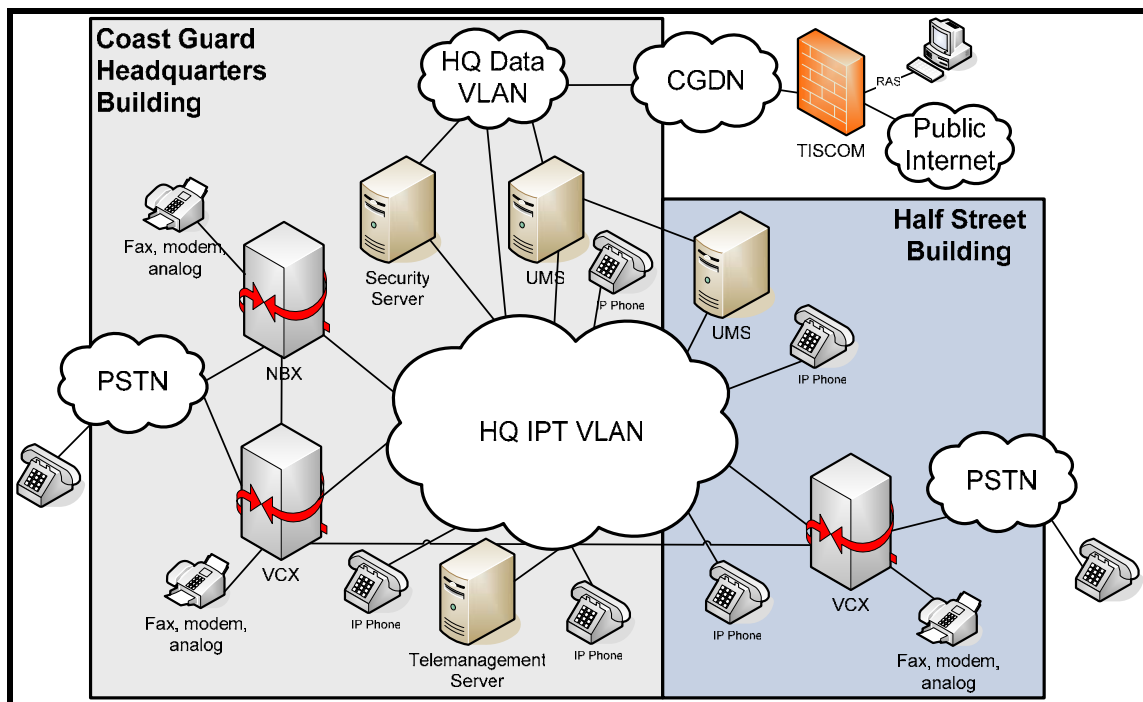 Coast Guard
Headquarters
Building
HQ Data
VLAN
CGDN
RAS
TISCOM
Public
Internet
Half Street
Building
Fax, modem,
analog
Security
Server
UMS
IP Phone
UMS
IP Phone
NBX
PSTN
HQ IPT VLAN
PSTN
VCX
Fax, modem,
analog
IP Phone
Telemanagement
Server
IP Phone
IP Phone
VCX
Fax, modem,
analog